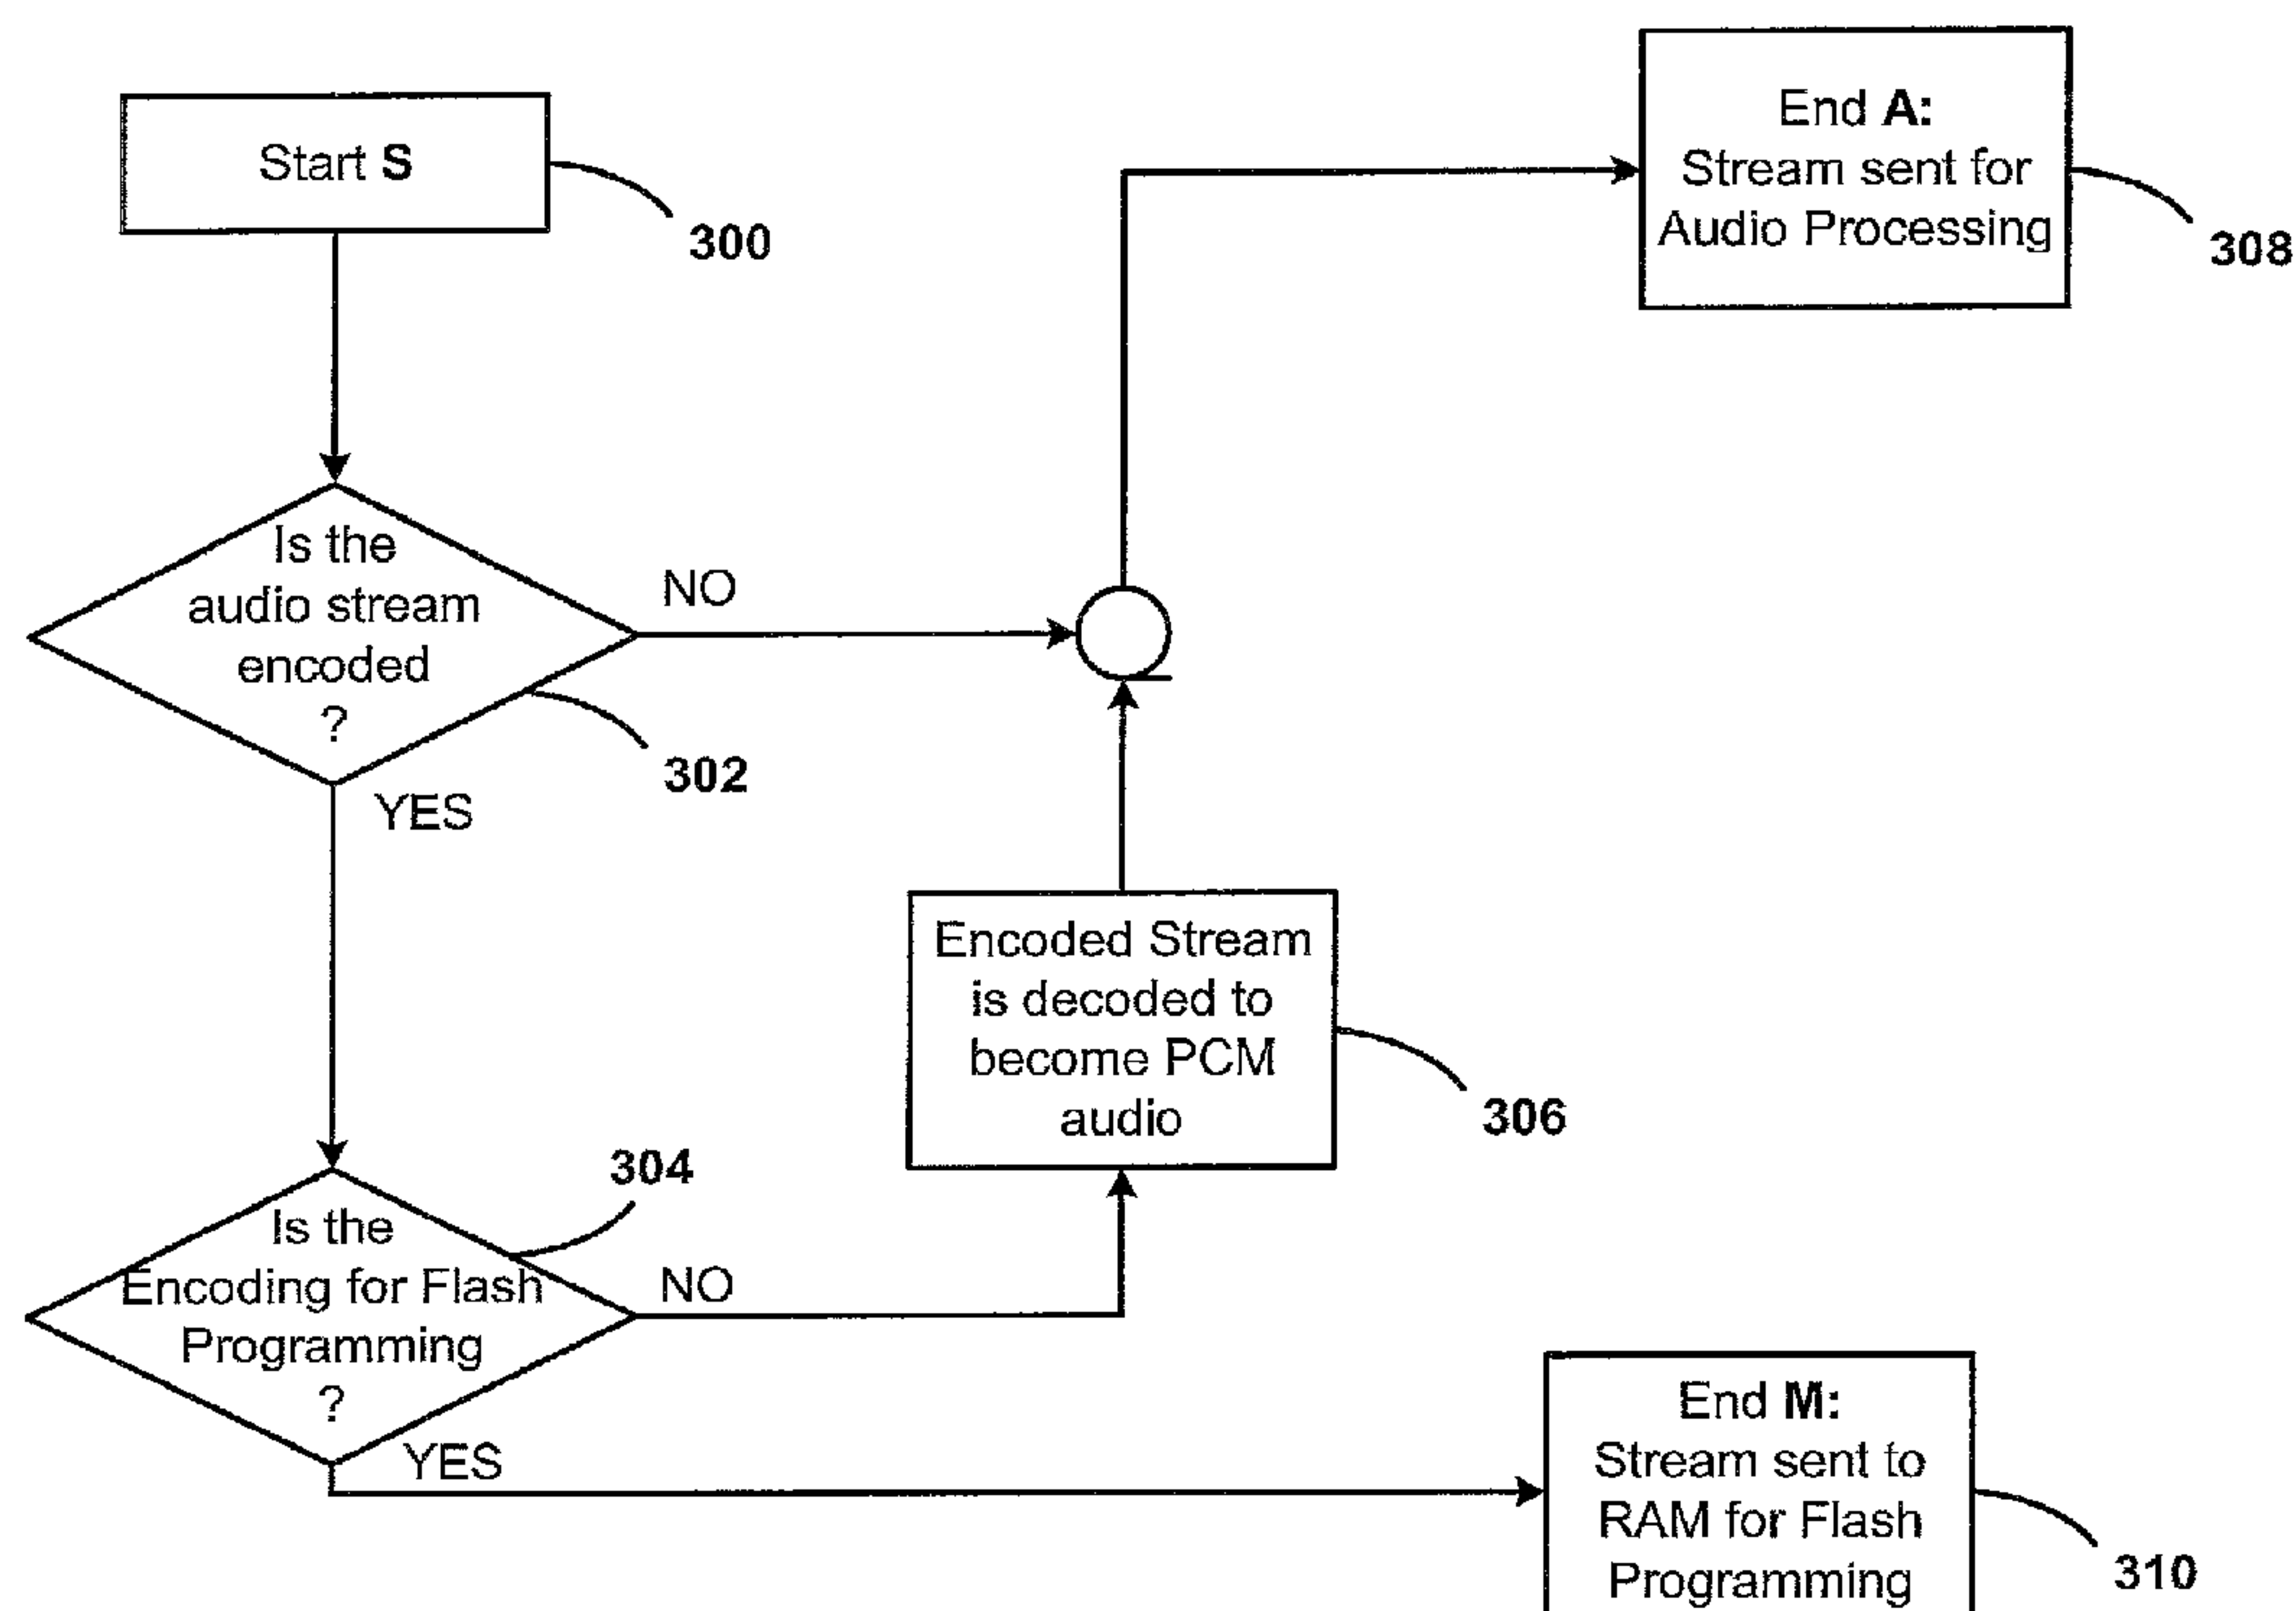 Start S
300
End A:
Stream sent for
Audio Processing
308
Is the
audio stream
encoded
?
NO
302
YES
Encoded Stream
is decoded to
become PCM
audio
306
304
Is the
Encoding for Flash
Programming
?
NO
YES
End M:
Stream sent to
RAM for Flash
Programming
310